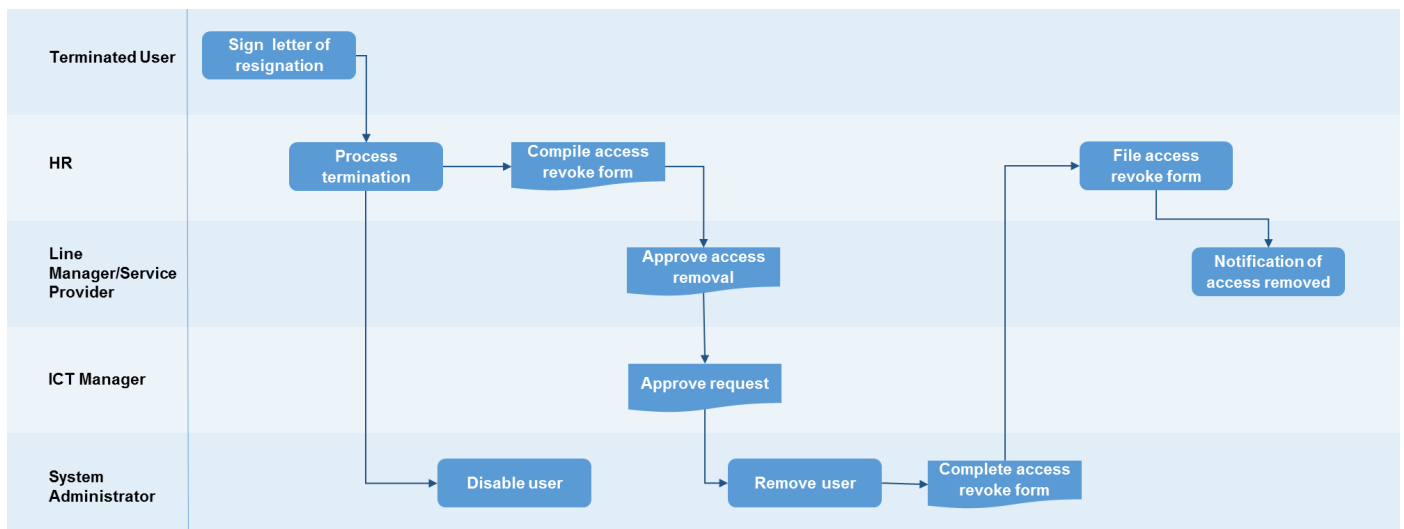 Terminated User
Sign letter of
resignation
HR
Process
termination
Compile access
revoke form
File access
revoke form
Line
Manager/Service
Provider
Approve access
removal
Notification of
access removed
ICT Manager
Approve request
System
Administrator
Disable user
Remove user
Complete access
revoke form